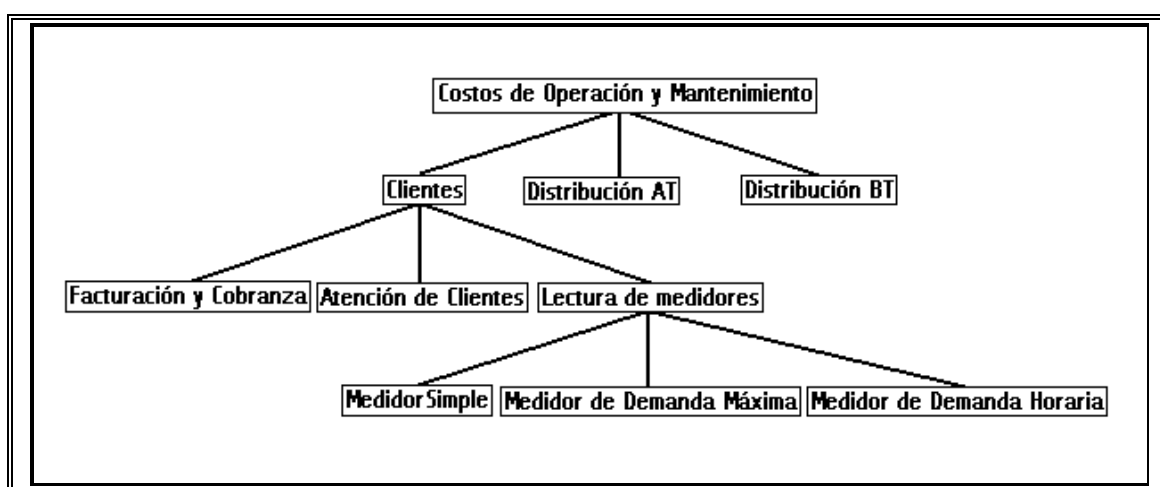 Costos de Operación y Mantenimiento
Clientes
Distribución AT
Distribución BT
Facturación y Cobranza
Atención de Clientes
Lectura de medidores
Medidor Simple
Medidor de Demanda Máxima
Medidor de Demanda Horaria